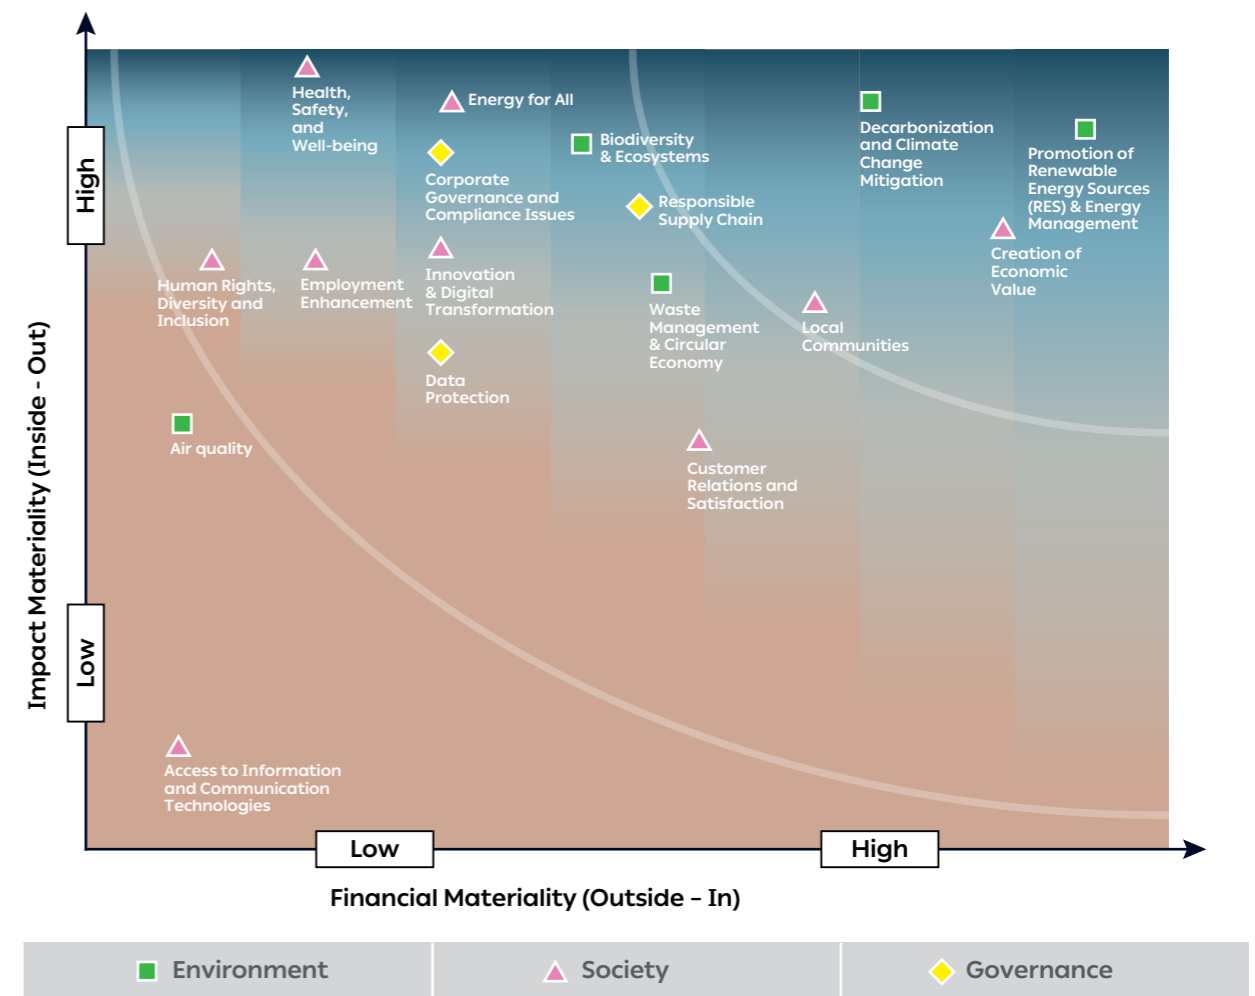 Health,
Safety,
and
Well-being
Energy for All
Corporate
Governance and
Compliance Issues
Biodiversity
& Ecosystems
Responsible
Supply Chain
Decarbonization
and Climate
Change
Mitigation
Promotion of
Renewable
Energy Sources
(RES) & Energy
Management
Creation of
Economic
Value
Human Rights,
Diversity and
Inclusion
Employment
Enhancement
Innovation
& Digital
Transformation
Waste
Management
& Circular
Economy
Local
Communities
Data
Protection
Air quality
Customer
Relations and
Satisfaction
Access to Information
and Communication
Technologies
High
Low
Impact Materiality (Inside - Out)
Low
High
Financial Materiality (Outside – In)
Environment
Society
Governance